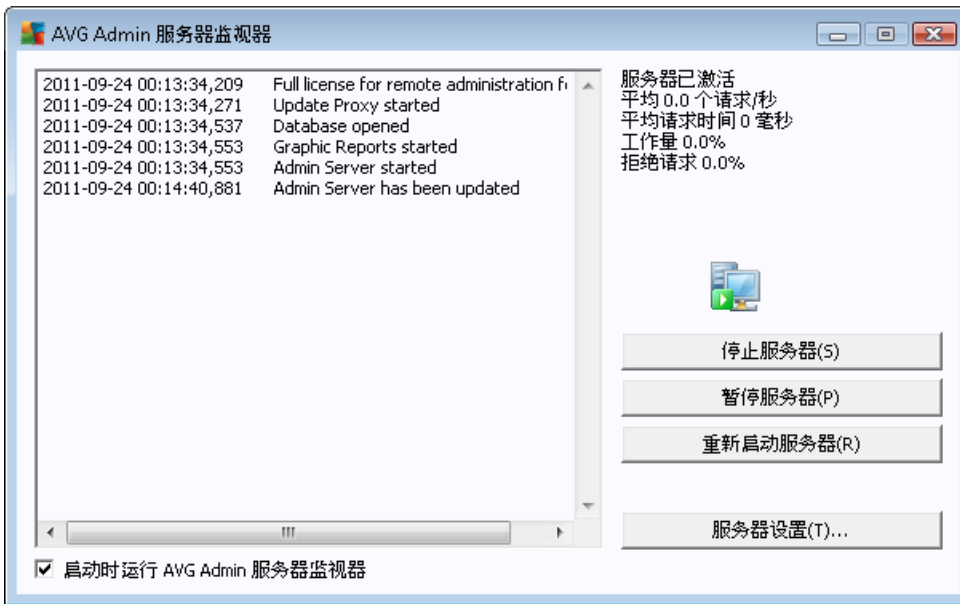 AVG Admin 服务器监视器
2011-09-24 00:13:34,209 Full license for remote administration f
2011-09-24 00:13:34,271 Update Proxy started
2011-09-24 00:13:34,537 Database opened
2011-09-24 00:13:34,553 Graphic Reports started
2011-09-24 00:13:34,553 Admin Server started
2011-09-24 00:14:40,881 Admin Server has been updated
服务器已激活
平均 0.0 个请求/秒
平均请求时间 0 毫秒
工作量 0.0%
拒绝请求 0.0%
停止服务器(S)
暂停服务器(P)
重新启动服务器(R)
服务器设置(T)...
启动时运行 AVG Admin 服务器监视器